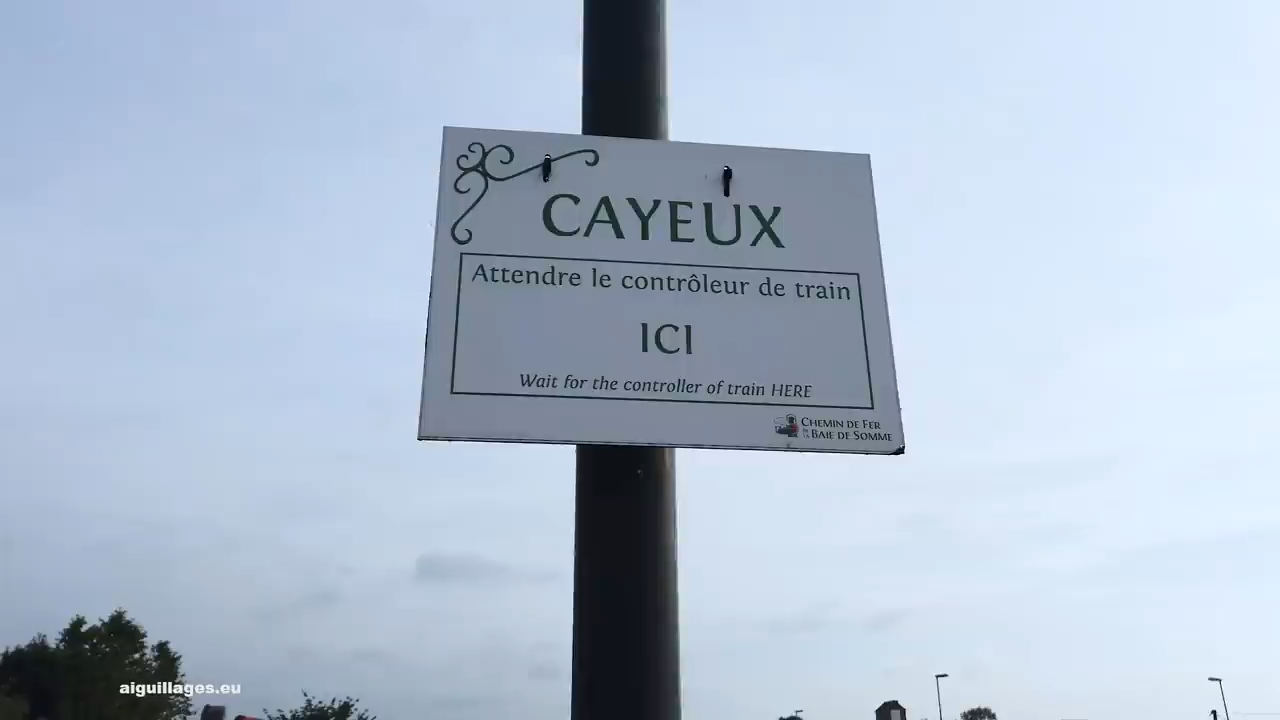 CAYEUX
Attendre le contrôleur de train
ICI
Wait for the controller of train HERE
CHEMIN DE FER
DE LA BAIE DE SOMME
aiguillages.eu